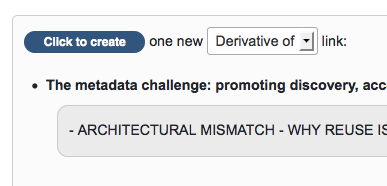 Click to create one new Derivative of link:
• The metadata challenge: promoting discovery, acc
- ARCHITECTURAL MISMATCH - WHY REUSE IS